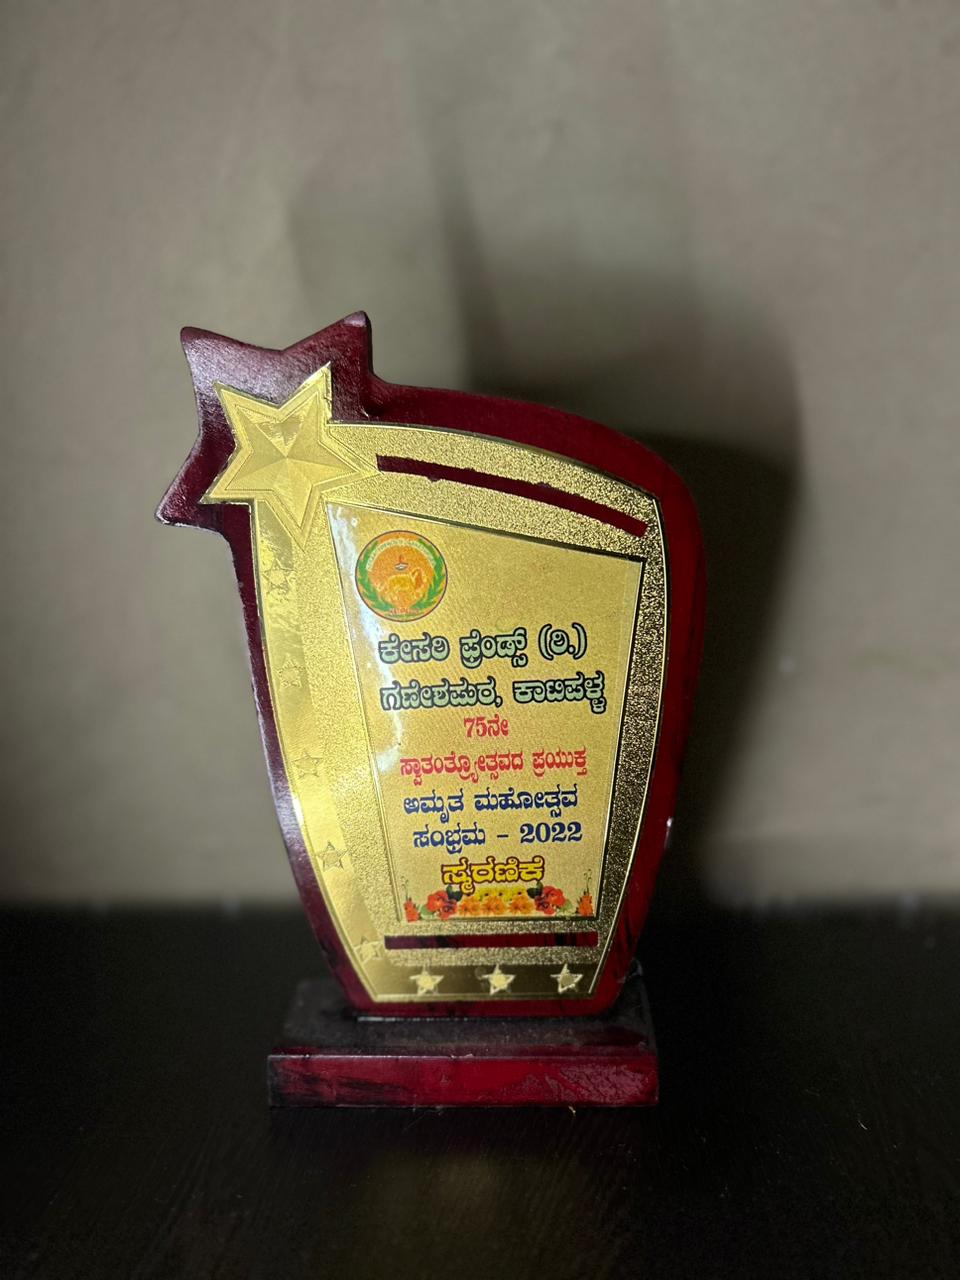 ಕೇಸರಿ ಫ್ರೆಂಡ್ಸ್ (ರಿ.)
ಗಣೇಶಪುರ, ಕಾಟಿಪಳ್ಳ
75ನೇ
ಸ್ವಾತಂತ್ರ್ಯೋತ್ಸವದ ಪ್ರಯುಕ್ತ
ಅಮೃತ ಮಹೋತ್ಸವ
ಸಂಭ್ರಮ - 2022
ಸ್ಮರಣಿಕೆ